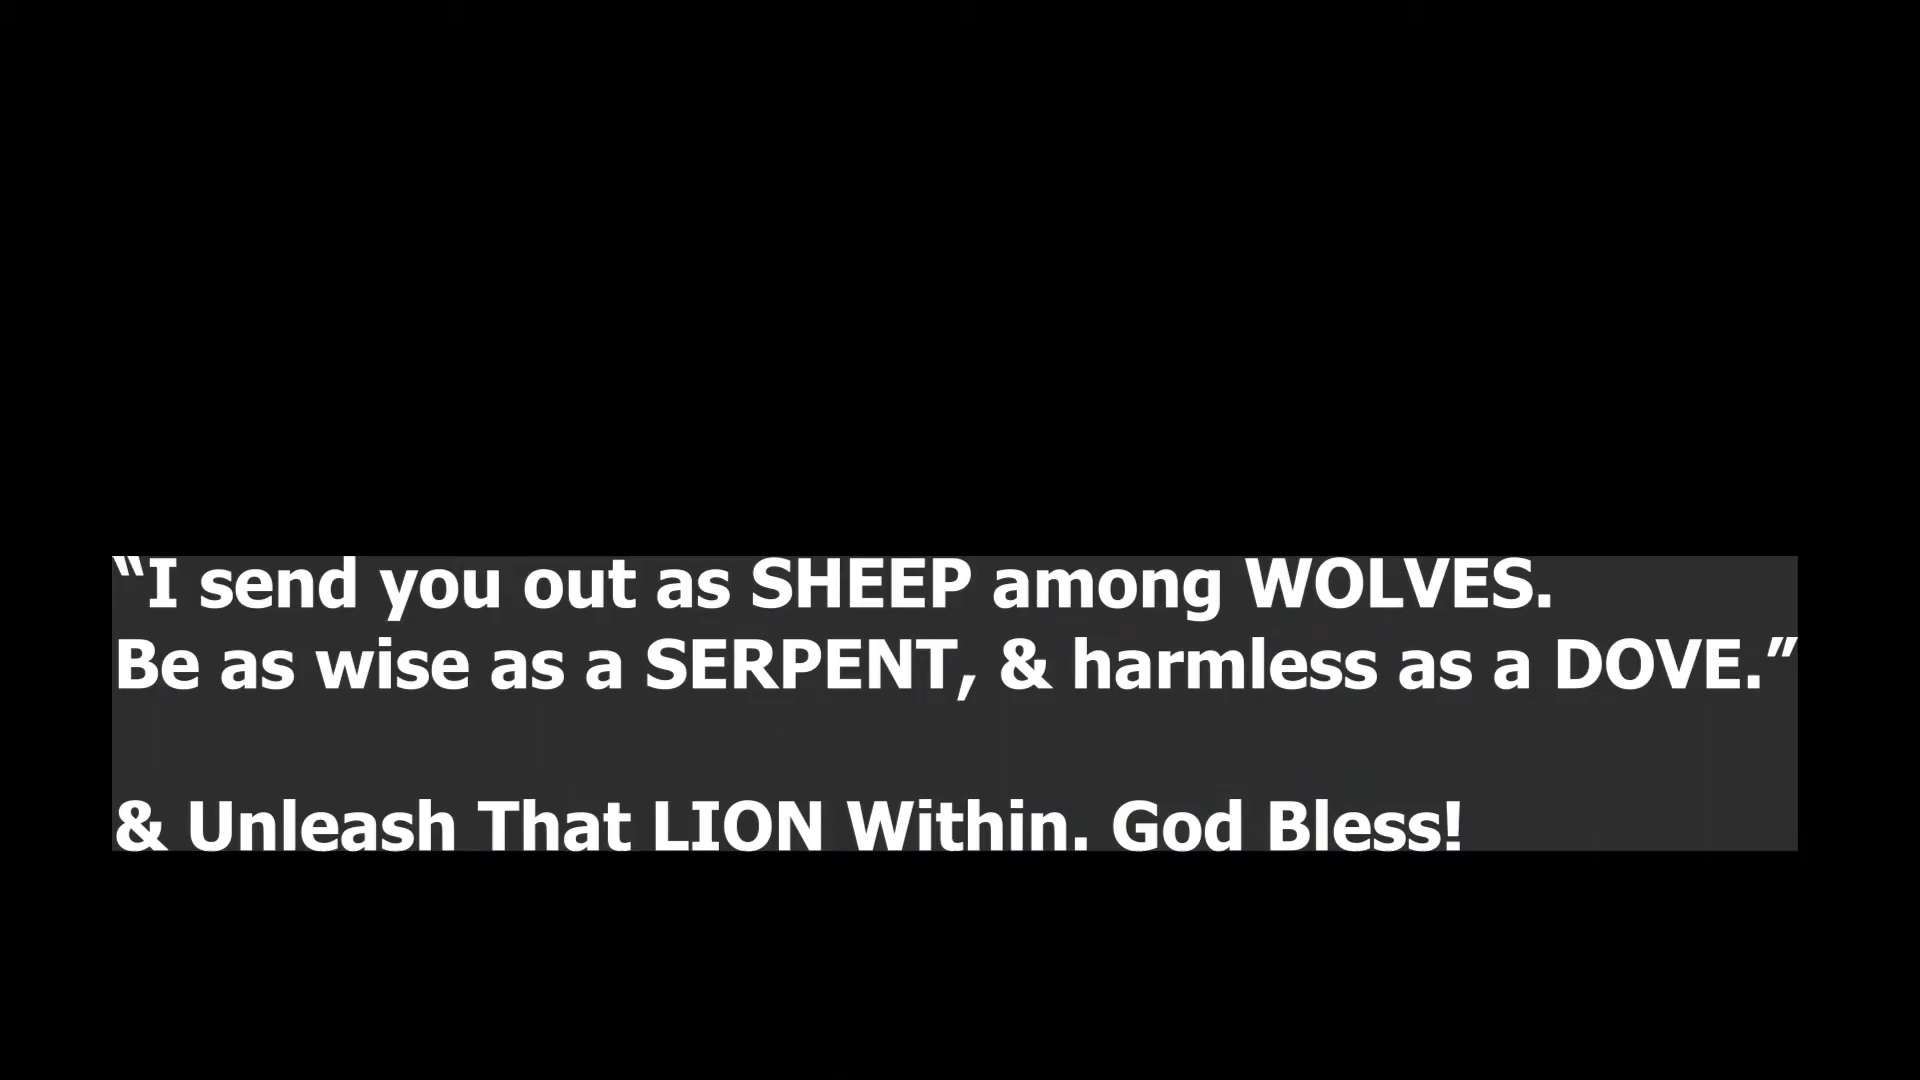 “I send you out as SHEEP among WOLVES.
Be as wise as a SERPENT, & harmless as a DOVE.”
& Unleash That LION Within. God Bless!